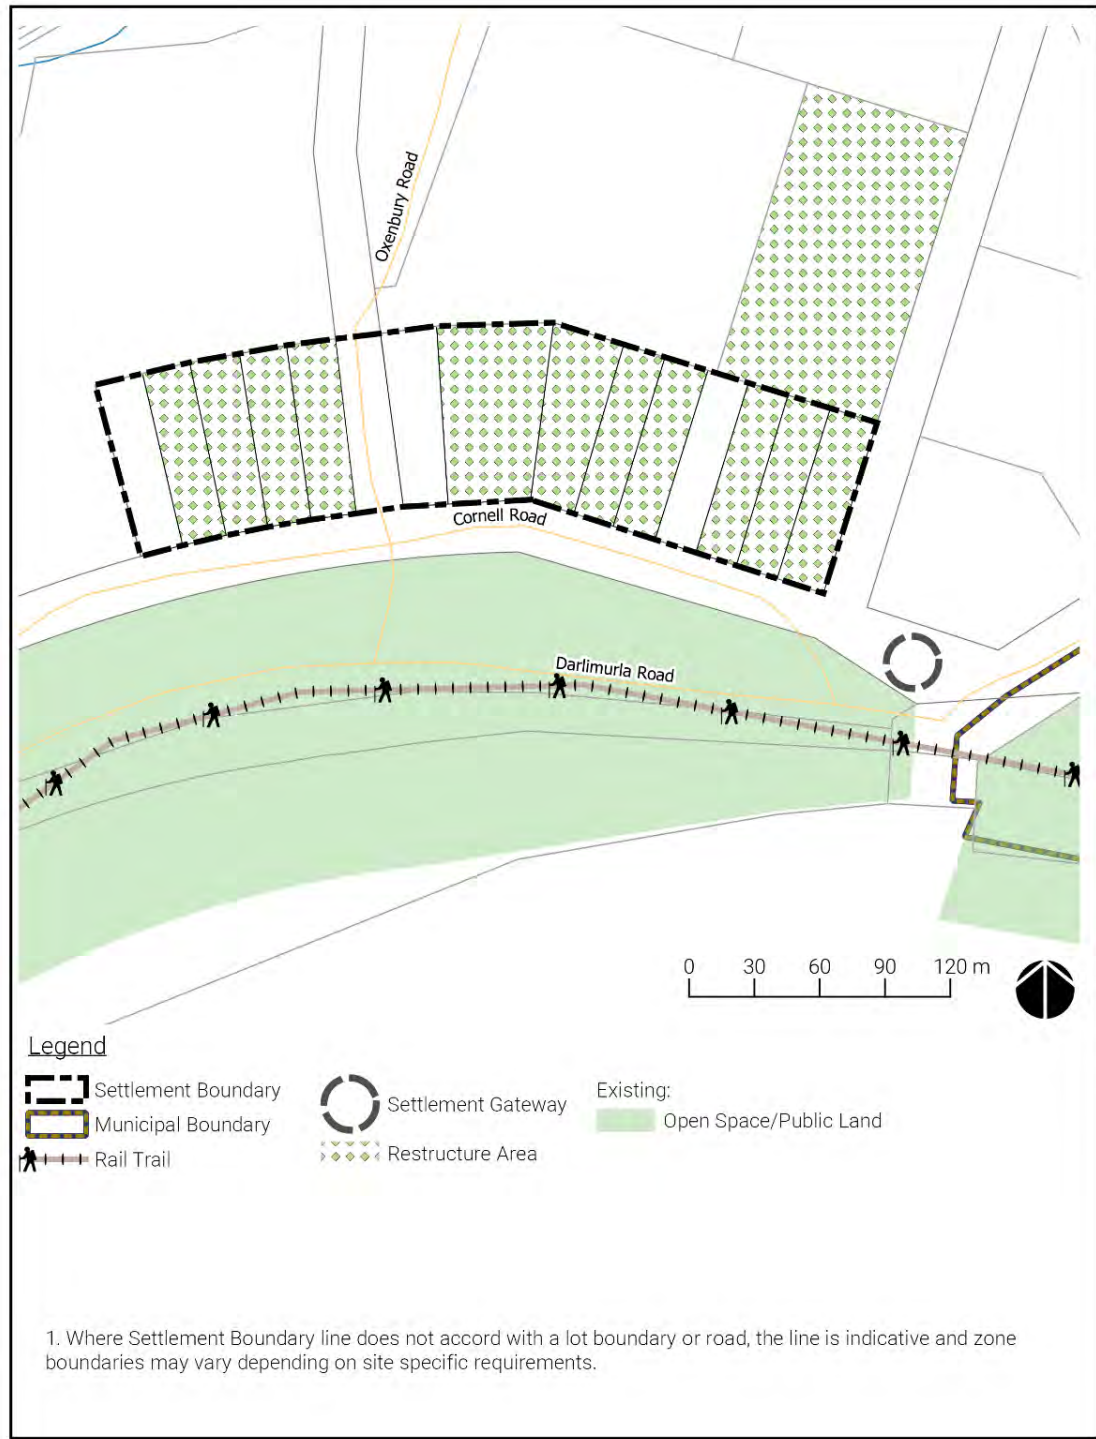 Oxenbury Road
Cornell Road
Darlimurla Road
0 30 60 90 120 m
Legend
Settlement Boundary
Municipal Boundary
Rail Trail
Settlement Gateway
Restructure Area
Existing:
Open Space/Public Land
1. Where Settlement Boundary line does not accord with a lot boundary or road, the line is indicative and zone
boundaries may vary depending on site specific requirements.